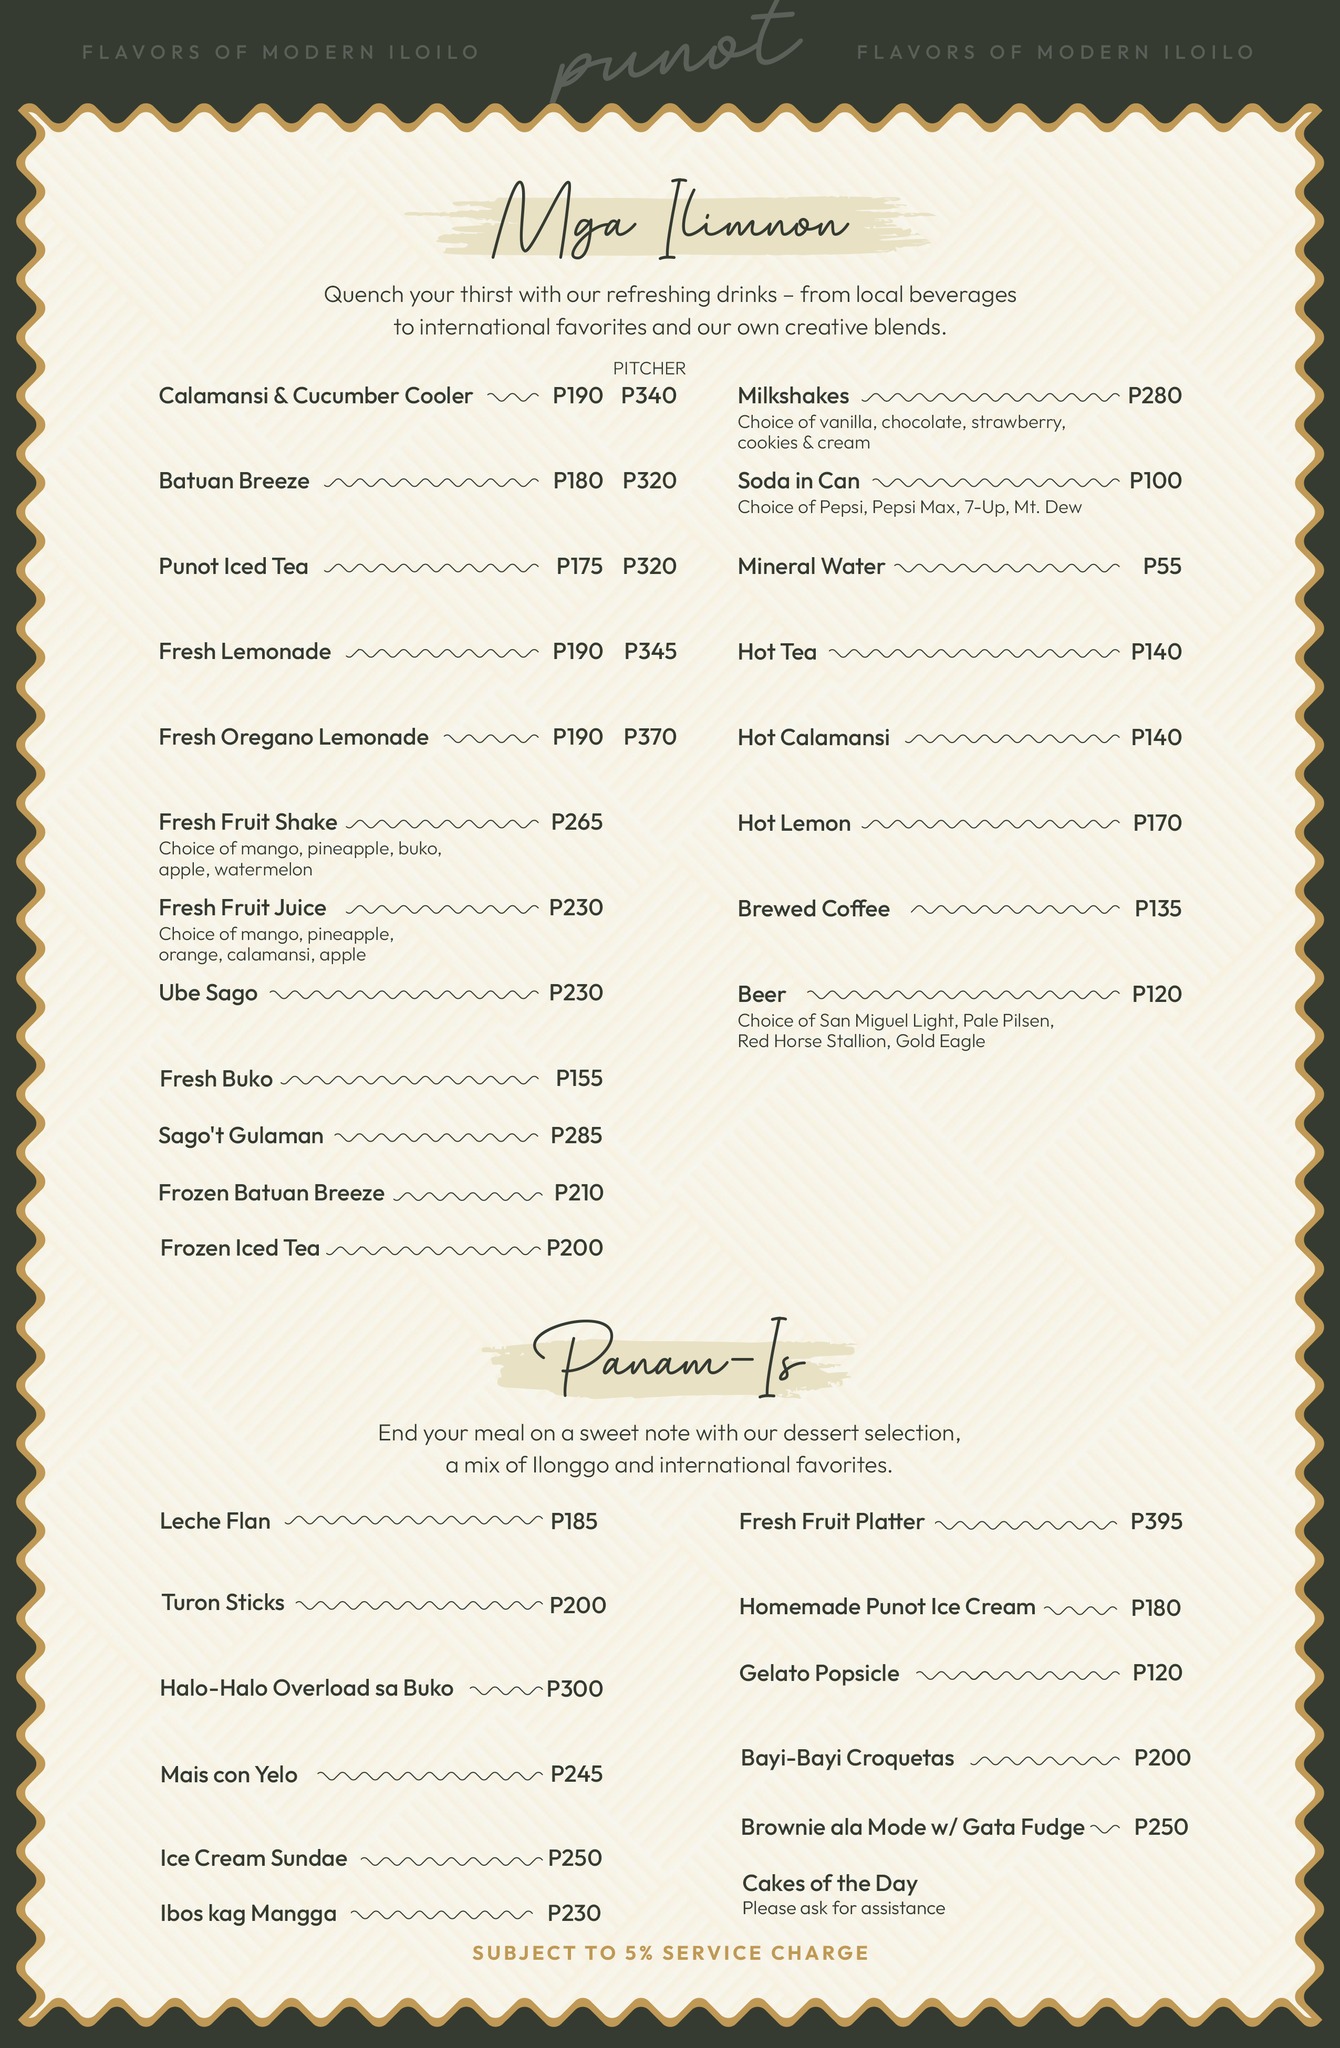 FLAVORS OF MODERN ILOILO
punot
FLAVORS OF MODERN ILOILO
Mga Ilimnon
Quench your thirst with our refreshing drinks – from local beverages
to international favorites and our own creative blends.
PITCHER
Calamansi & Cucumber Cooler P190 P340
Batuan Breeze P180 P320
Punot Iced Tea P175 P320
Fresh Lemonade P190 P345
Fresh Oregano Lemonade P190 P370
Fresh Fruit Shake P265
Choice of mango, pineapple, buko,
apple, watermelon
Fresh Fruit Juice P230
Choice of mango, pineapple,
orange, calamansi, apple
Ube Sago P230
Fresh Buko P155
Sago't Gulaman P285
Frozen Batuan Breeze P210
Frozen Iced Tea P200
Milkshakes P280
Choice of vanilla, chocolate, strawberry,
cookies & cream
Soda in Can P100
Choice of Pepsi, Pepsi Max, 7-Up, Mt. Dew
Mineral Water P55
Hot Tea P140
Hot Calamansi P140
Hot Lemon P170
Brewed Coffee P135
Beer P120
Choice of San Miguel Light, Pale Pilsen,
Red Horse Stallion, Gold Eagle
Panam-Is
End your meal on a sweet note with our dessert selection,
a mix of Ilonggo and international favorites.
Leche Flan P185
Turon Sticks P200
Halo-Halo Overload sa Buko P300
Mais con Yelo P245
Ice Cream Sundae P250
Ibos kag Mangga P230
Fresh Fruit Platter P395
Homemade Punot Ice Cream P180
Gelato Popsicle P120
Bayi-Bayi Croquetas P200
Brownie ala Mode w/ Gata Fudge P250
Cakes of the Day
Please ask for assistance
SUBJECT TO 5% SERVICE CHARGE